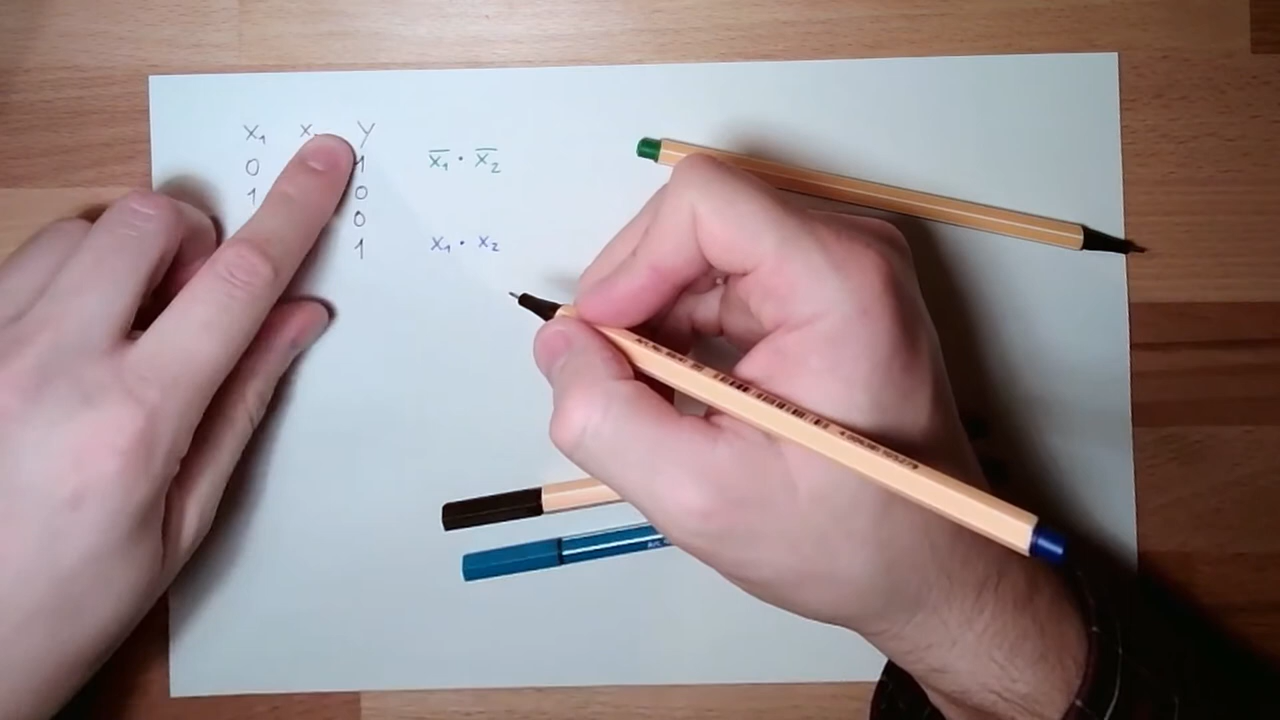 x₁ x y
0 1 x̅₁ · x̅₂
1 0
0
1 x₁ · x₂